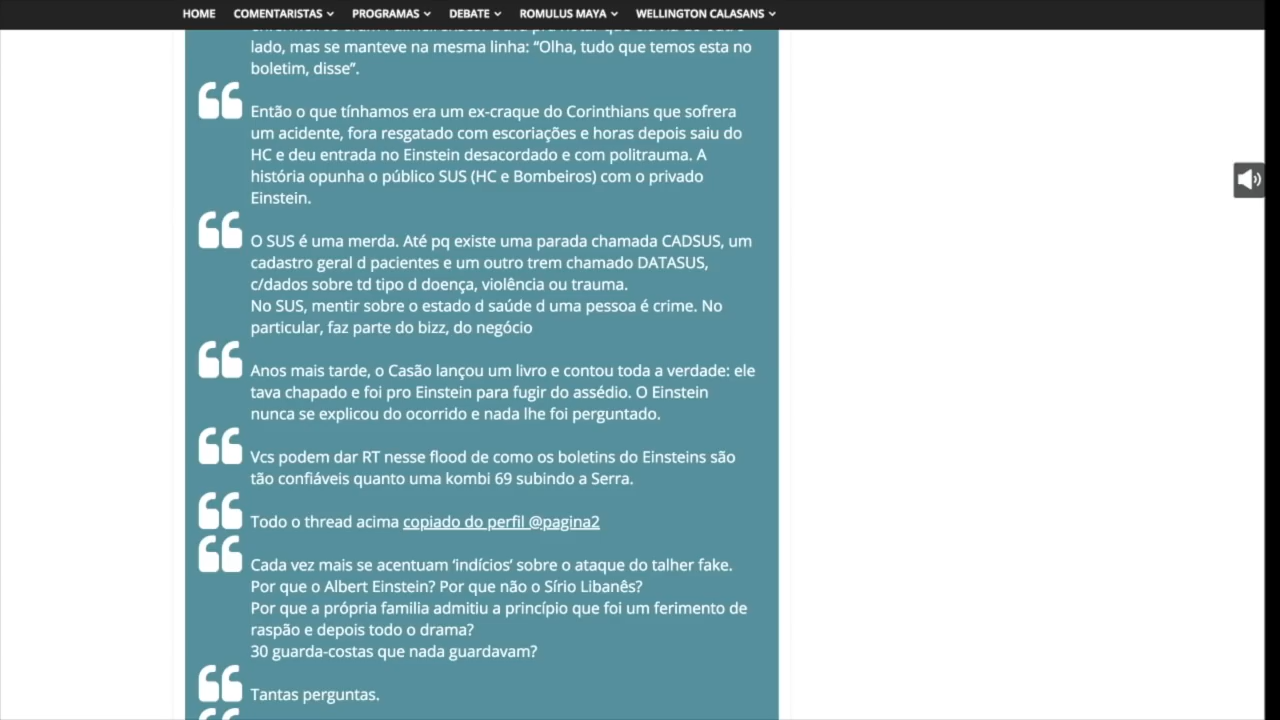 HOME COMENTARISTAS PROGRAMAS DEBATE ROMULUS MAYA WELLINGTON CALASANS
lado, mas se manteve na mesma linha: “Olha, tudo que temos esta no
boletim, disse”.
Então o que tínhamos era um ex-craque do Corinthians que sofrera
um acidente, fora resgatado com escoriações e horas depois saiu do
HC e deu entrada no Einstein desacordado e com politrauma. A
história opunha o público SUS (HC e Bombeiros) com o privado
Einstein.
O SUS é uma merda. Até pq existe uma parada chamada CADSUS, um
cadastro geral d pacientes e um outro trem chamado DATASUS,
c/dados sobre td tipo d doença, violência ou trauma.
No SUS, mentir sobre o estado d saúde d uma pessoa é crime. No
particular, faz parte do bizz, do negócio
Anos mais tarde, o Casão lançou um livro e contou toda a verdade: ele
tava chapado e foi pro Einstein para fugir do assédio. O Einstein
nunca se explicou do ocorrido e nada lhe foi perguntado.
Vcs podem dar RT nesse flood de como os boletins do Einsteins são
tão confiáveis quanto uma kombi 69 subindo a Serra.
Todo o thread acima copiado do perfil @pagina2
Cada vez mais se acentuam ‘indícios’ sobre o ataque do talher fake.
Por que o Albert Einstein? Por que não o Sírio Libanês?
Por que a própria familia admitiu a princípio que foi um ferimento de
raspão e depois todo o drama?
30 guarda-costas que nada guardavam?
Tantas perguntas.